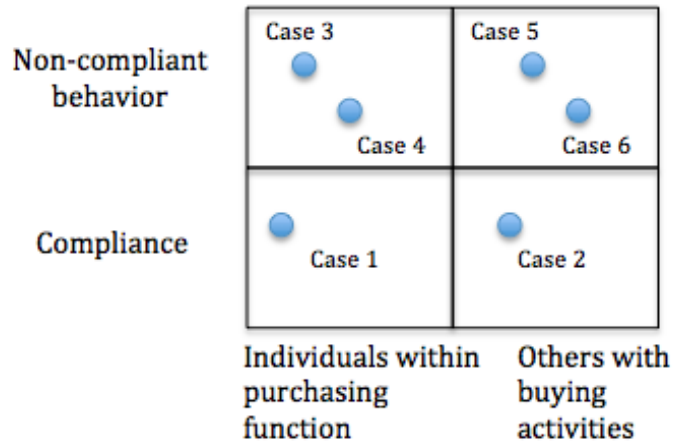 Case 3
Case 5
Non-compliant
behavior
Case 4
Case 6
Compliance
Case 1
Case 2
Individuals within
purchasing
function
Others with
buying
activities